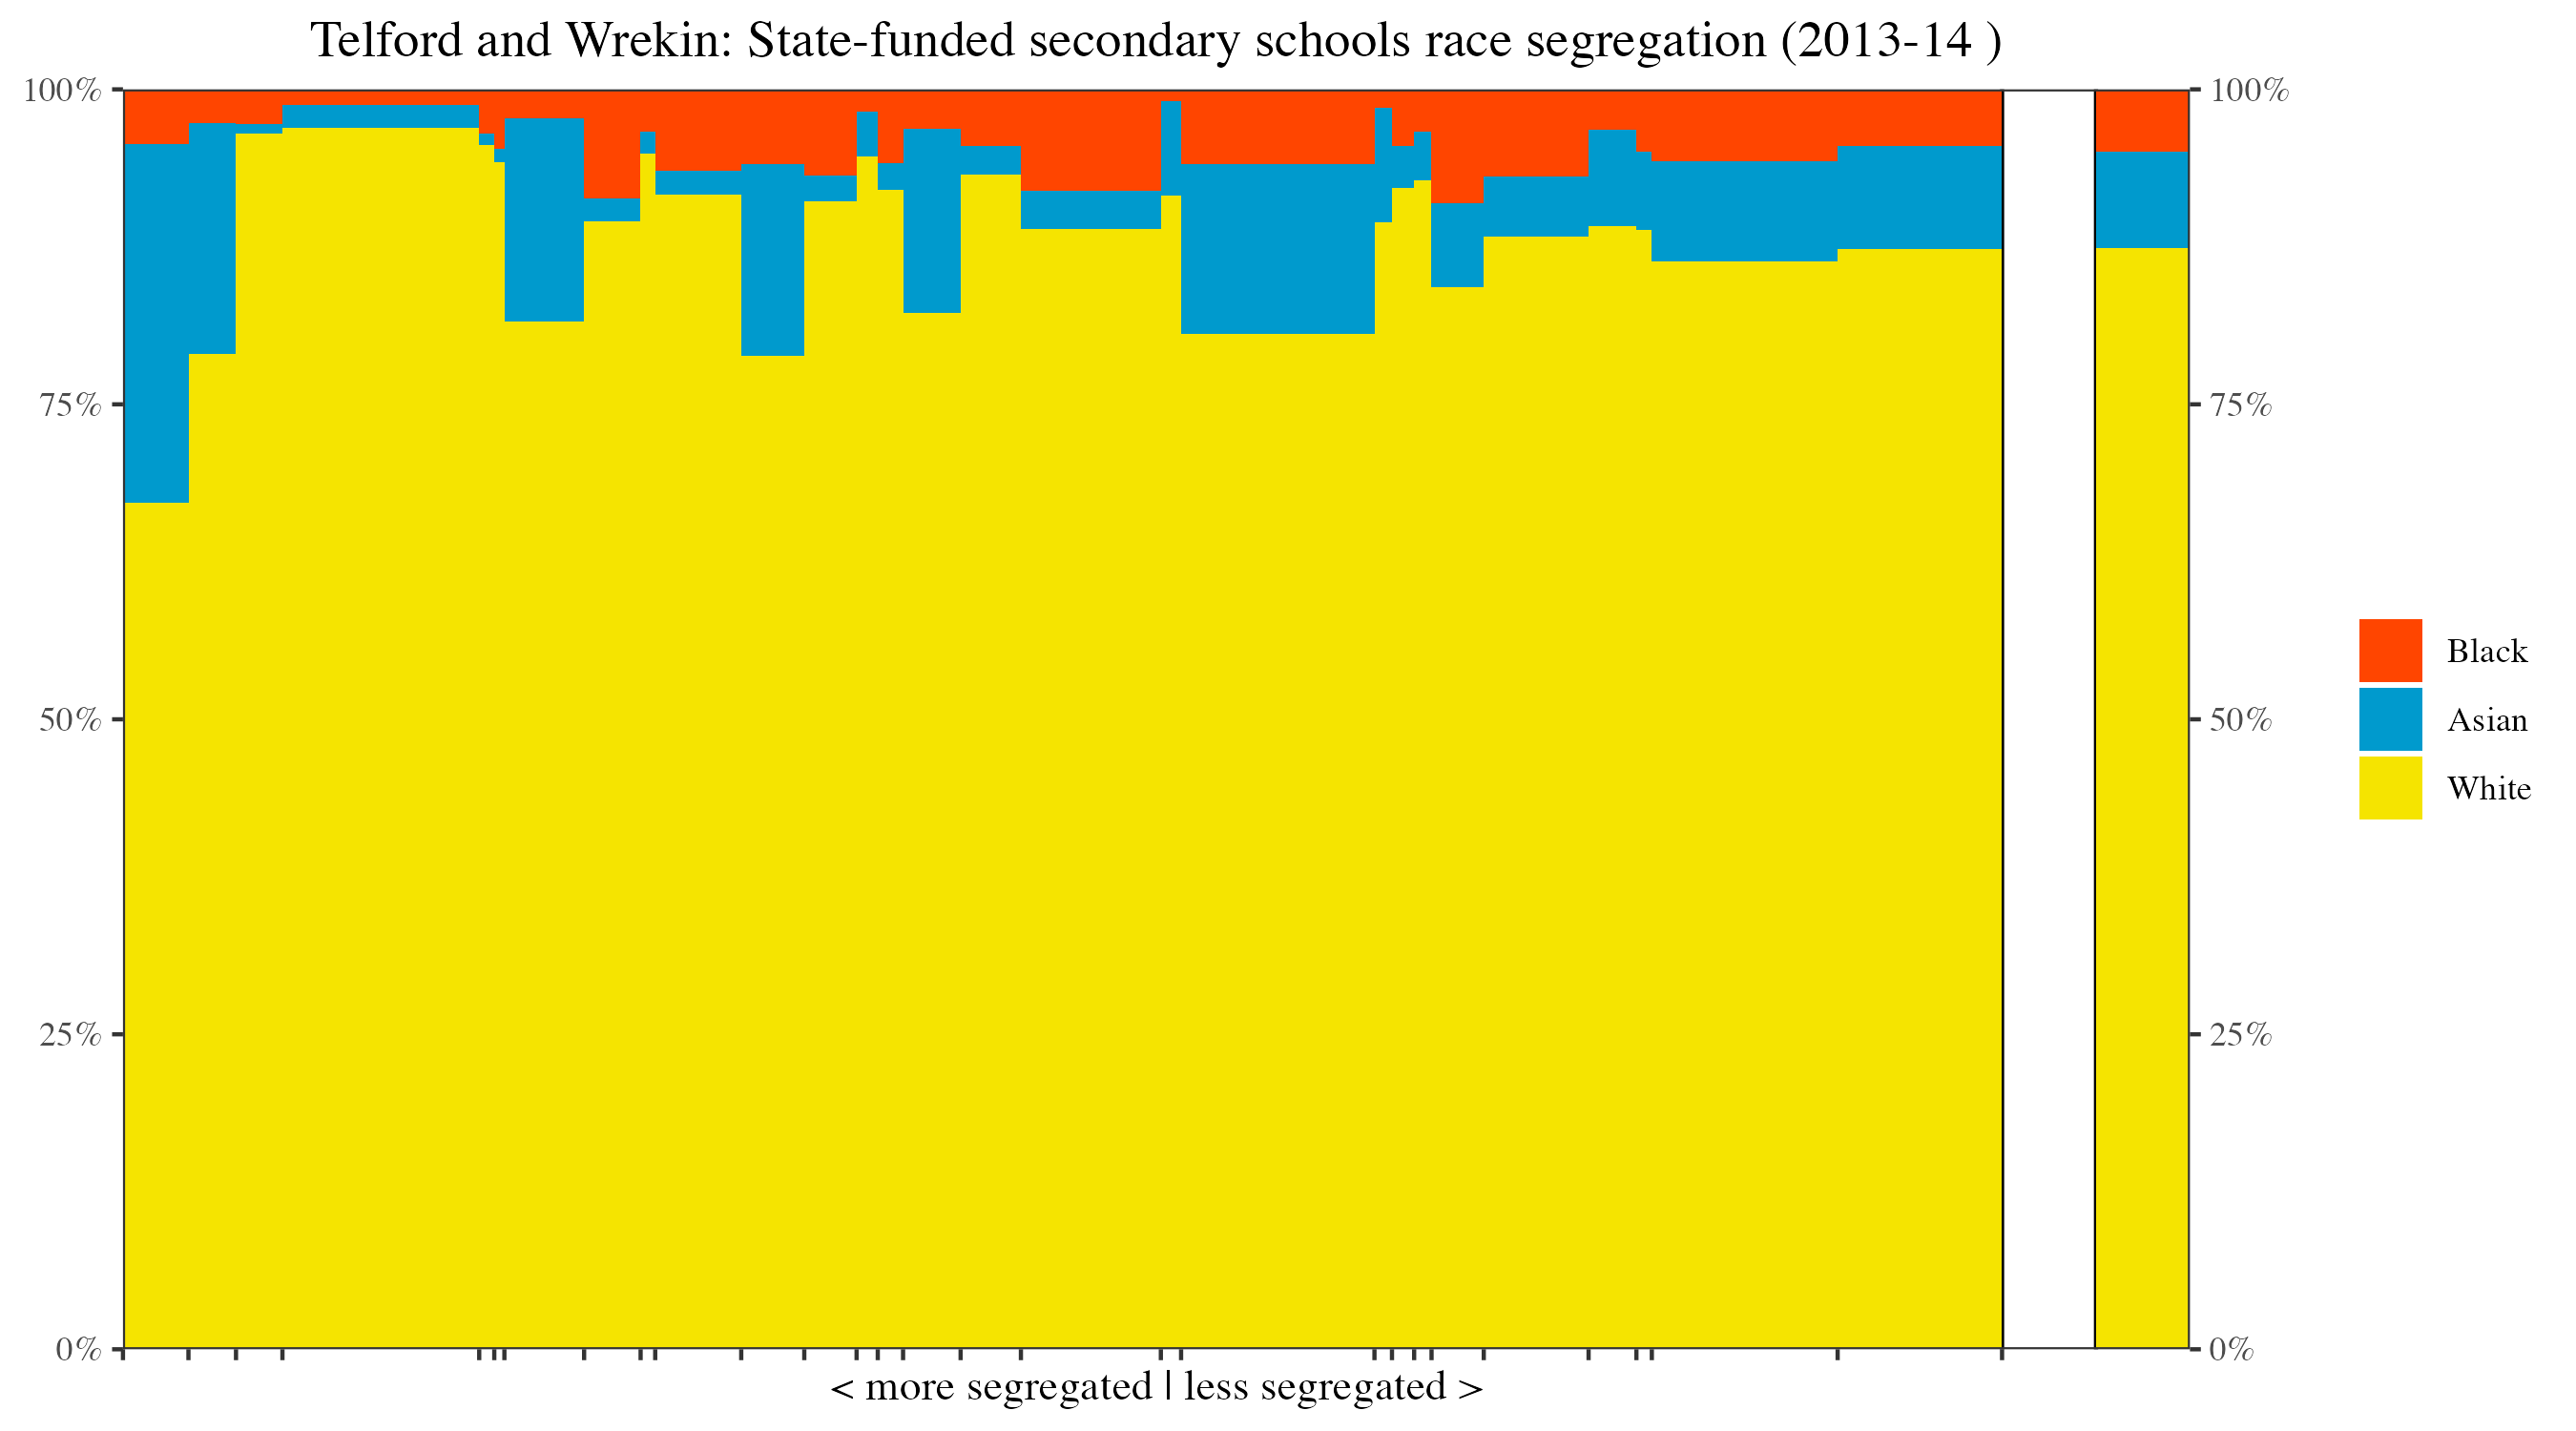 Telford and Wrekin: State-funded secondary schools race segregation (2013-14 )
100%
75%
50%
25%
0%
100%
75%
50%
25%
0%
Black
Asian
White
< more segregated | less segregated >